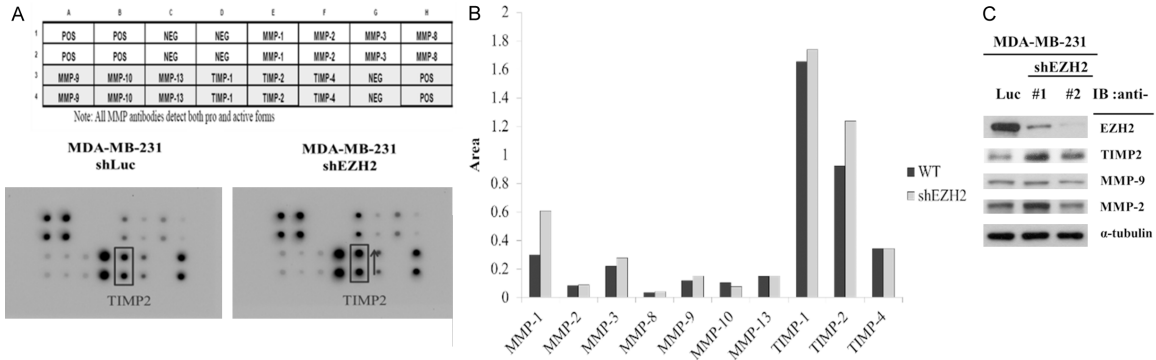 A
A B C D E F G H
1 POS POS NEG NEG MMP-1 MMP-2 MMP-3 MMP-8
2 POS POS NEG NEG MMP-1 MMP-2 MMP-3 MMP-8
3 MMP-9 MMP-10 MMP-13 TIMP-1 TIMP-2 TIMP-4 NEG POS
4 MMP-9 MMP-10 MMP-13 TIMP-1 TIMP-2 TIMP-4 NEG POS
Note: All MMP antibodies detect both pro and active forms
MDA-MB-231
shLuc
TIMP2
MDA-MB-231
shEZH2
TIMP2
B
Area
2
1.8
1.6
1.4
1.2
1
0.8
0.6
0.4
0.2
0
MMP-1 MMP-2 MMP-3 MMP-8 MMP-9 MMP-10 MMP-13 TIMP-1 TIMP-2 TIMP-4
WT
shEZH2
C
MDA-MB-231
shEZH2
Luc #1 #2 IB :anti-
EZH2
TIMP2
MMP-9
MMP-2
α-tubulin